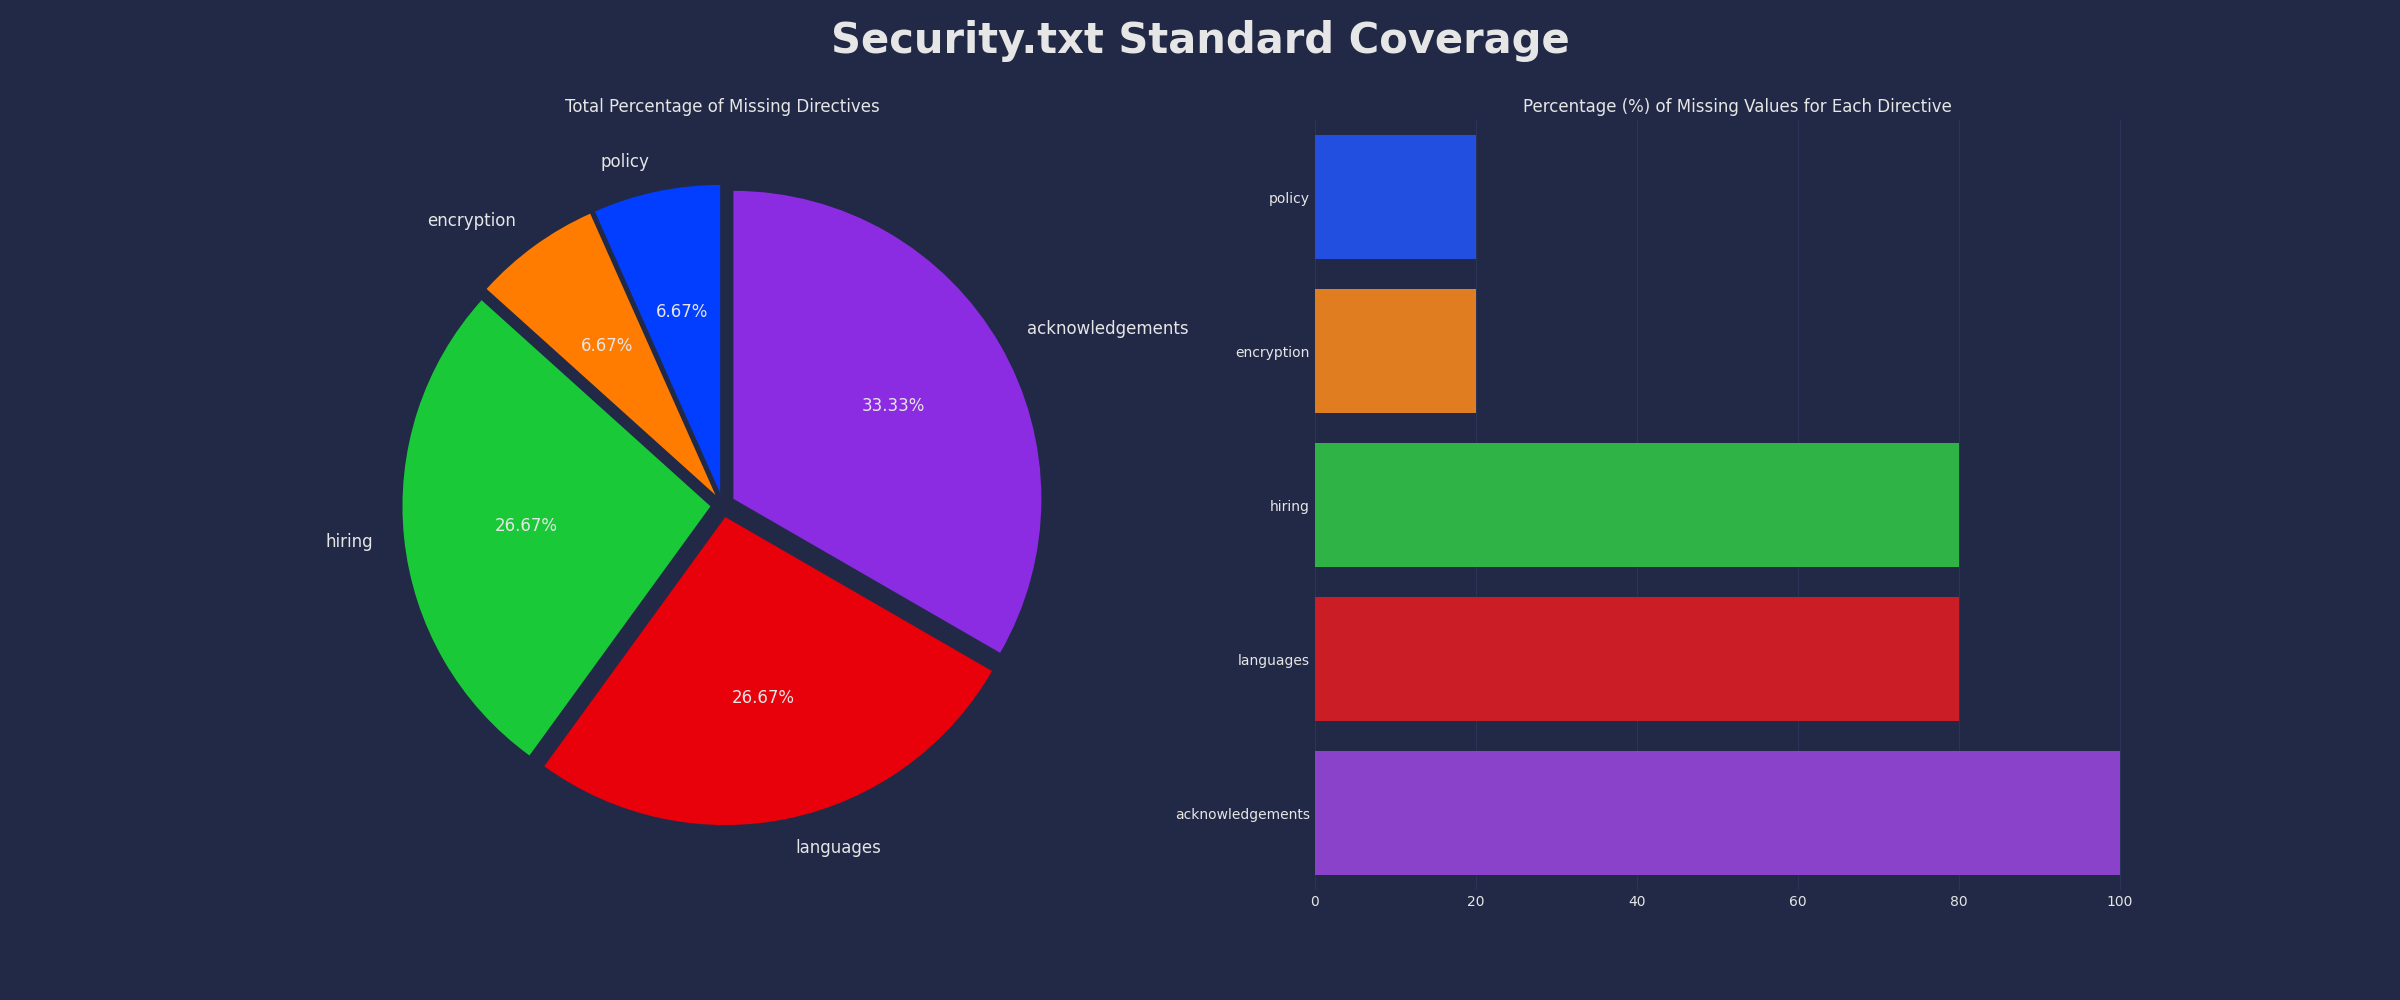 Security.txt Standard Coverage
Total Percentage of Missing Directives
policy
encryption
hiring
languages
acknowledgements
6.67%
6.67%
26.67%
26.67%
33.33%
Percentage (%) of Missing Values for Each Directive
policy
encryption
hiring
languages
acknowledgements
0 20 40 60 80 100